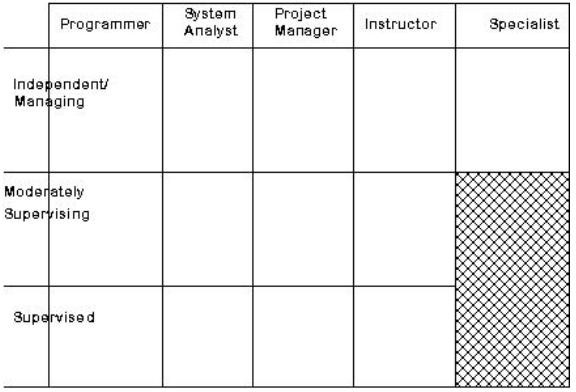 Programmer
System
Analyst
Project
Manager
Instructor
Specialist
Independent/
Managing
Moderately
Supervising
Supervised